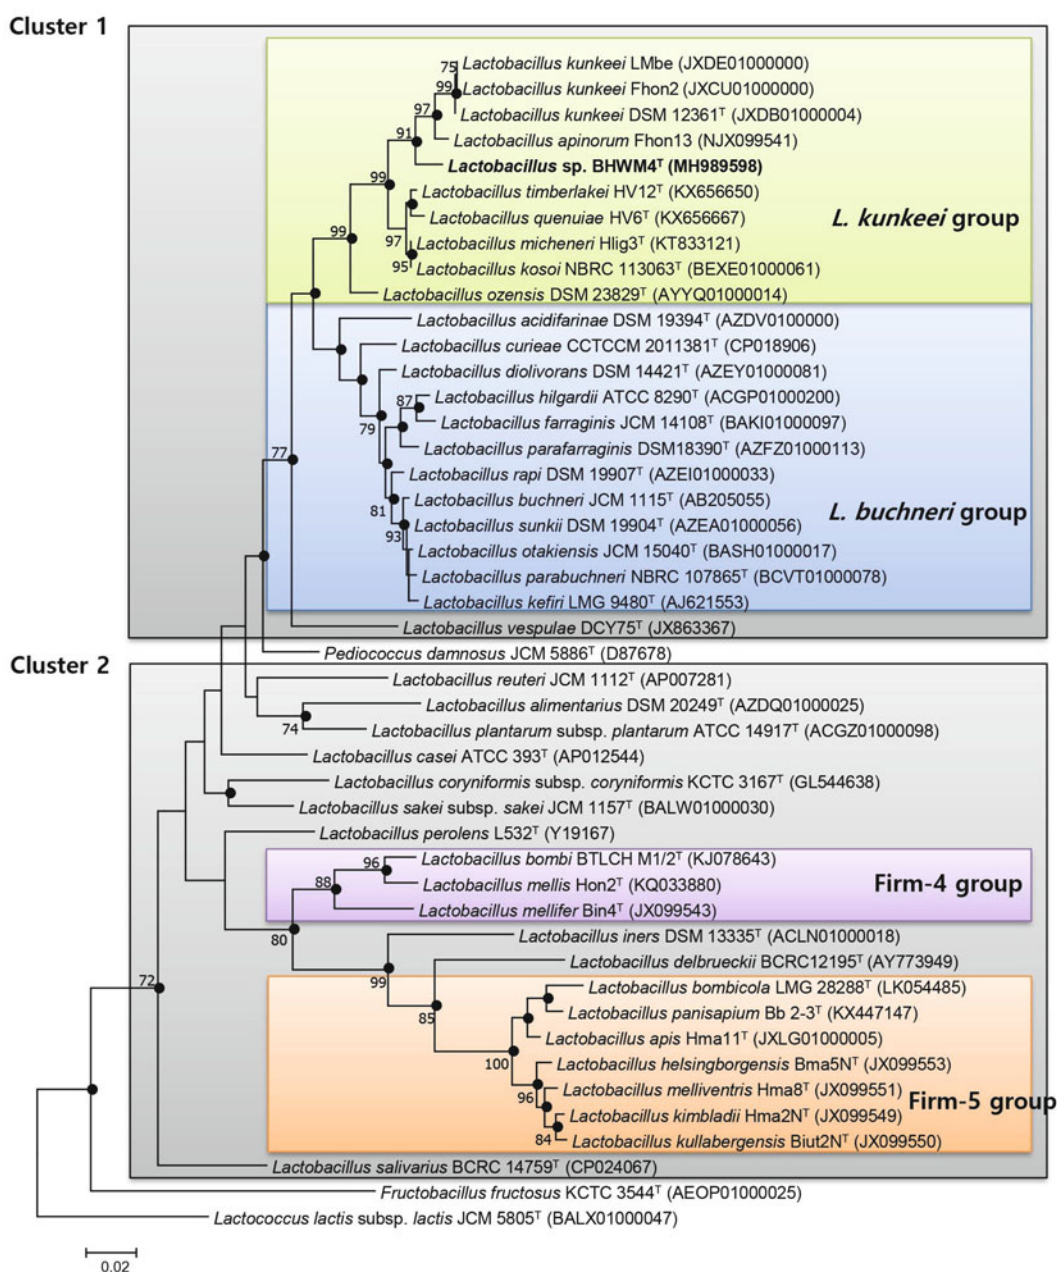 Cluster 1
75
Lactobacillus kunkeei LMbe (JXDE01000000)
99
Lactobacillus kunkeei Fhon2 (JXCU01000000)
97
Lactobacillus kunkeei DSM 12361ᵀ (JXDB01000004)
91
Lactobacillus apinorum Fhon13 (NJX099541)
Lactobacillus sp. BHWM4ᵀ (MH989598)
99
Lactobacillus timberlakei HV12ᵀ (KX656650)
Lactobacillus quenuiae HV6ᵀ (KX656667)
L. kunkeei group
99
97
Lactobacillus micheneri Hlig3ᵀ (KT833121)
95
Lactobacillus kosoi NBRC 113063ᵀ (BEXE01000061)
Lactobacillus ozensis DSM 23829ᵀ (AYYQ01000014)
Lactobacillus acidifarinae DSM 19394ᵀ (AZDV0100000)
Lactobacillus curieae CCTCCM 2011381ᵀ (CP018906)
Lactobacillus diolivorans DSM 14421ᵀ (AZEY01000081)
87
Lactobacillus hilgardii ATCC 8290ᵀ (ACGP01000200)
79
Lactobacillus farraginis JCM 14108ᵀ (BAKI01000097)
77
Lactobacillus parafarraginis DSM18390ᵀ (AZFZ01000113)
Lactobacillus rapi DSM 19907ᵀ (AZEI01000033)
81
Lactobacillus buchneri JCM 1115ᵀ (AB205055)
L. buchneri group
93
Lactobacillus sunkii DSM 19904ᵀ (AZEA01000056)
Lactobacillus otakiensis JCM 15040ᵀ (BASH01000017)
Lactobacillus parabuchneri NBRC 107865ᵀ (BCVT01000078)
Lactobacillus kefiri LMG 9480ᵀ (AJ621553)
Lactobacillus vespulae DCY75ᵀ (JX863367)
Pediococcus damnosus JCM 5886ᵀ (D87678)
Cluster 2
Lactobacillus reuteri JCM 1112ᵀ (AP007281)
Lactobacillus alimentarius DSM 20249ᵀ (AZDQ01000025)
74
Lactobacillus plantarum subsp. plantarum ATCC 14917ᵀ (ACGZ01000098)
Lactobacillus casei ATCC 393ᵀ (AP012544)
Lactobacillus coryniformis subsp. coryniformis KCTC 3167ᵀ (GL544638)
Lactobacillus sakei subsp. sakei JCM 1157ᵀ (BALW01000030)
Lactobacillus perolens L532ᵀ (Y19167)
96
Lactobacillus bombi BTLCH M1/2ᵀ (KJ078643)
88
Lactobacillus mellis Hon2ᵀ (KQ033880)
Firm-4 group
Lactobacillus mellifer Bin4ᵀ (JX099543)
80
Lactobacillus iners DSM 13335ᵀ (ACLN01000018)
Lactobacillus delbrueckii BCRC12195ᵀ (AY773949)
72
99
Lactobacillus bombicola LMG 28288ᵀ (LK054485)
85
Lactobacillus panisapium Bb 2-3ᵀ (KX447147)
Lactobacillus apis Hma11ᵀ (JXLG01000005)
100
Lactobacillus helsingborgensis Bma5Nᵀ (JX099553)
96
Lactobacillus melliventris Hma8ᵀ (JX099551)
Firm-5 group
Lactobacillus kimbladii Hma2Nᵀ (JX099549)
84
Lactobacillus kullabergensis Biut2Nᵀ (JX099550)
Lactobacillus salivarius BCRC 14759ᵀ (CP024067)
Fructobacillus fructosus KCTC 3544ᵀ (AEOP01000025)
Lactococcus lactis subsp. lactis JCM 5805ᵀ (BALX01000047)
0.02